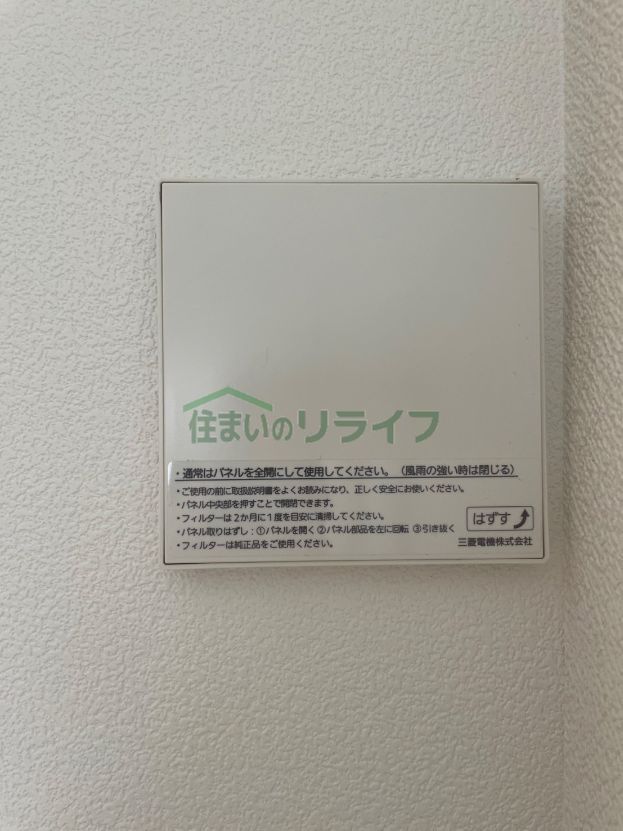 住まいのリライフ
・通常はパネルを全開にして使用してください。（風雨の強い時は閉じる）
・ご使用の前に取扱説明書をよくお読みになり、正しく安全にお使いください。
・パネル中央部を押すことで開閉できます。
・フィルターは2か月に1度を目安に清掃してください。
・パネル取りはずし：①パネルを開く②パネル部品を左に回転 ③引き抜く
・フィルターは純正品をご使用ください。
はずす
三菱電機株式会社